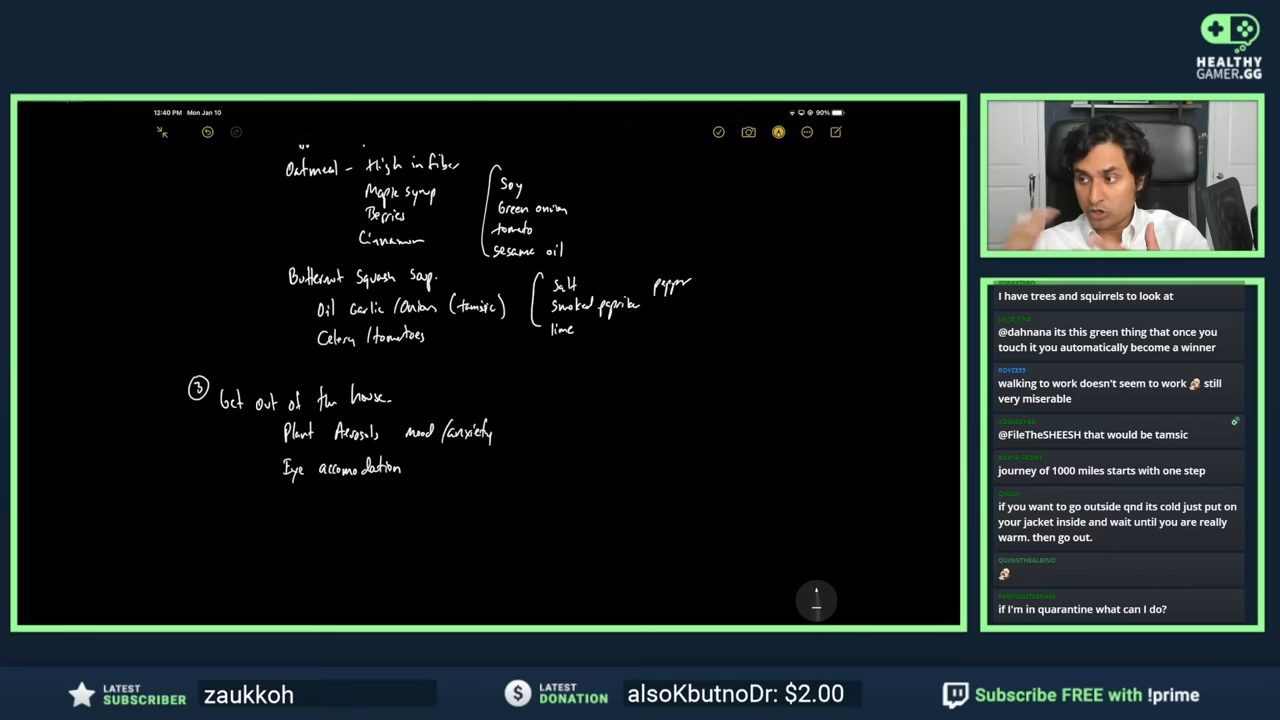 HEALTHY
GAMER.GG
12:40 PM Mon Jan 10
90%
Oatmeal - High in fiber
Maple syrup
Berries
Cinnamon
Soy
Green onion
tomato
sesame oil
Butternut Squash soup.
Oil garlic /Onion (tamsic)
Celery /tomatoes
salt
pepper
smoked paprika
lime
3 Get out of the house.
Plant Aerosols mood /anxiety
Eye accomodation
I have trees and squirrels to look at
@dahnana its this green thing that once you
touch it you automatically become a winner
ROYCESS
walking to work doesn't seem to work still
very miserable
@FileTheSHEESH that would be tamsic
journey of 1000 miles starts with one step
if you want to go outside qnd its cold just put on
your jacket inside and wait until you are really
warm. then go out.
QUINNTHEALBINO
if I'm in quarantine what can I do?
LATEST
SUBSCRIBER
zaukkoh
$
LATEST
DONATION
alsoKbutnoDr: $2.00
Subscribe FREE with !prime